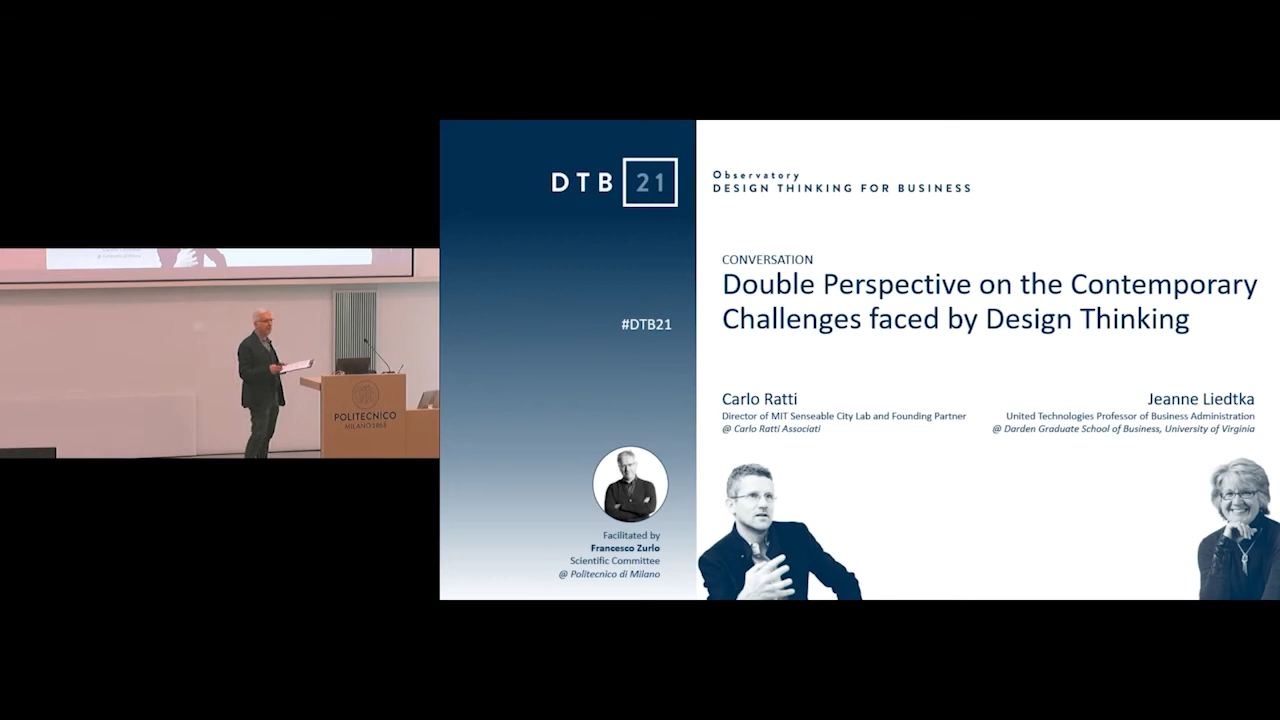 DTB 21
Observatory
DESIGN THINKING FOR BUSINESS
CONVERSATION
Double Perspective on the Contemporary
Challenges faced by Design Thinking
#DTB21
Carlo Ratti
Director of MIT Senseable City Lab and Founding Partner
@ Carlo Ratti Associati
Jeanne Liedtka
United Technologies Professor of Business Administration
@ Darden Graduate School of Business, University of Virginia
Facilitated by
Francesco Zurlo
Scientific Committee
@ Politecnico di Milano
POLITECNICO
MILANO 1863